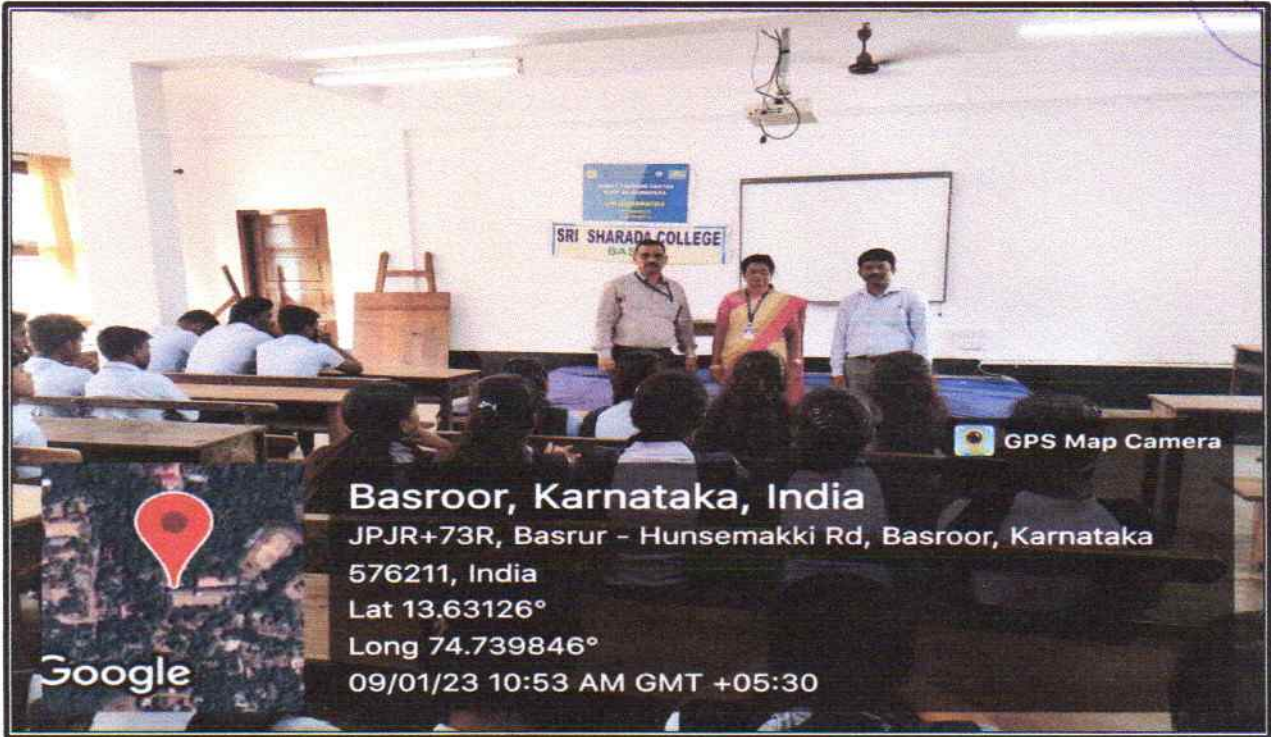 SRI SHARADA COLLEGE
GPS Map Camera
Basroor, Karnataka, India
JPJR+73R, Basrur - Hunsemakki Rd, Basroor, Karnataka
576211, India
Lat 13.63126°
Long 74.739846°
09/01/23 10:53 AM GMT +05:30
Google